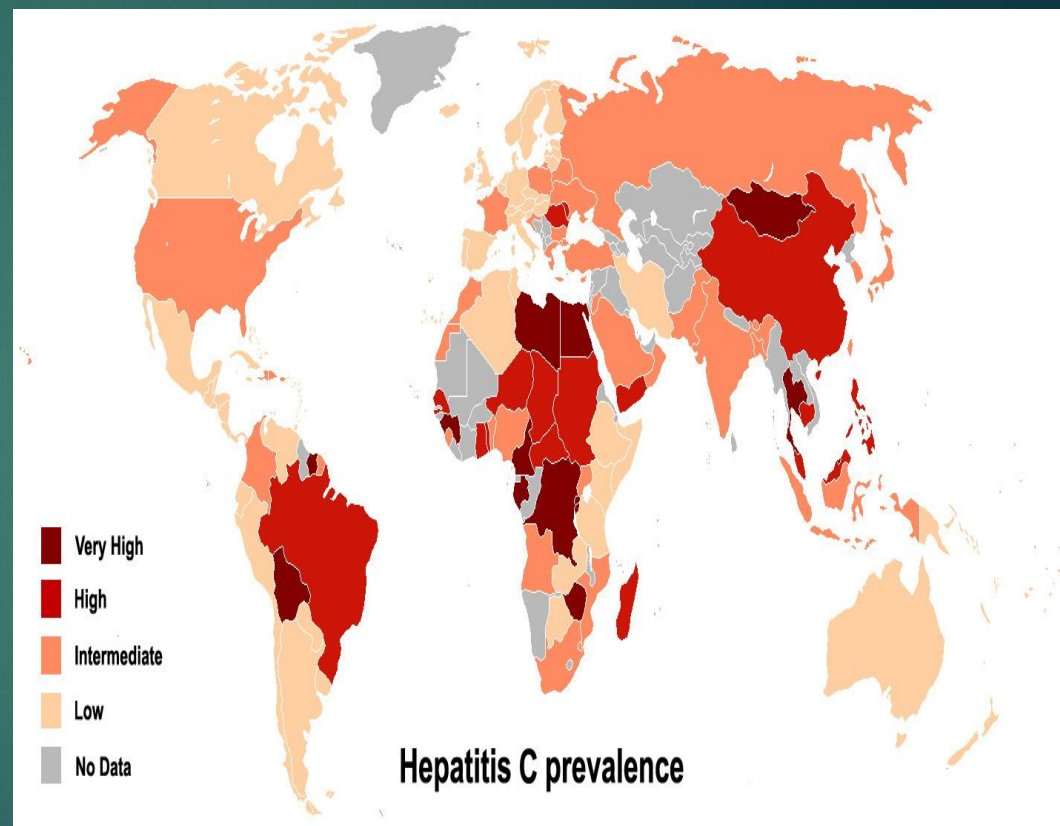 Very High
High
Intermediate
Low
No Data
Hepatitis C prevalence